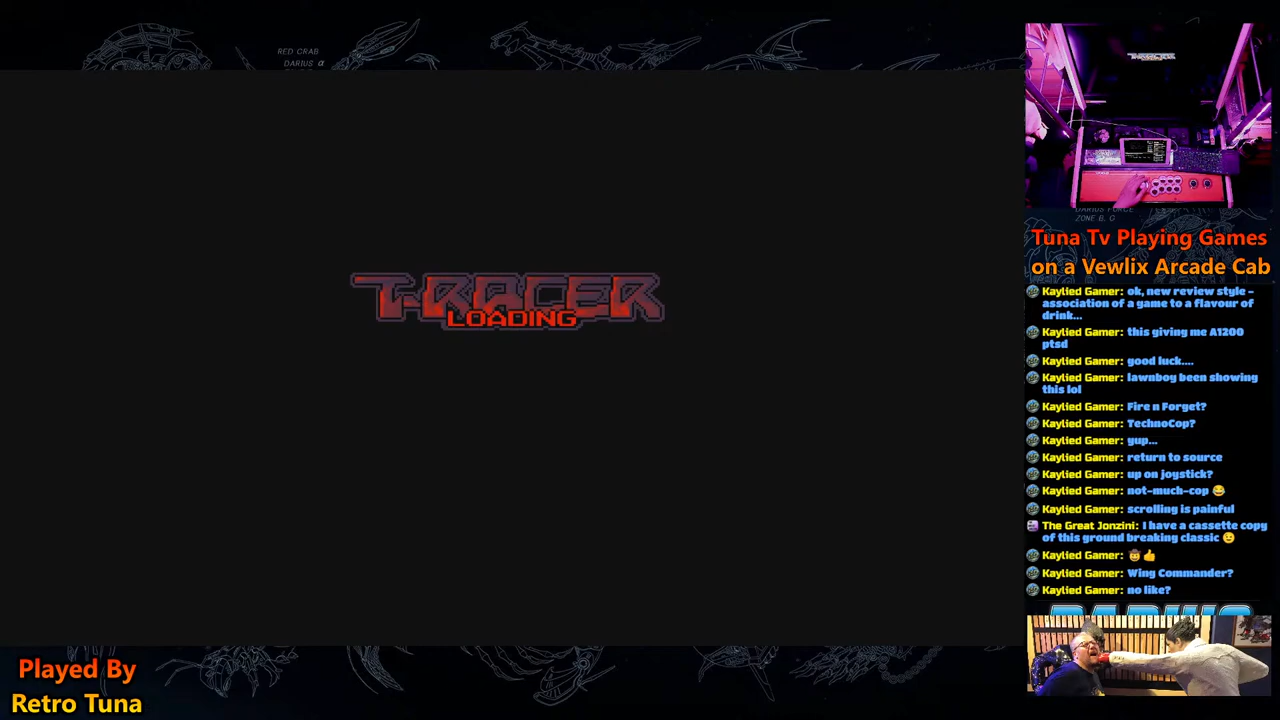 RED CRAB
DARIUS α
T-RACER
LOADING
DARIUS FORCE
ZONE B, G
Tuna Tv Playing Games
on a Vewlix Arcade Cab
Kaylied Gamer: ok, new review style -
association of a game to a flavour of
drink...
Kaylied Gamer: this giving me A1200
ptsd
Kaylied Gamer: good luck....
Kaylied Gamer: lawnboy been showing
this lol
Kaylied Gamer: Fire n Forget?
Kaylied Gamer: TechnoCop?
Kaylied Gamer: yup...
Kaylied Gamer: return to source
Kaylied Gamer: up on joystick?
Kaylied Gamer: not-much-cop 😂
Kaylied Gamer: scrolling is painful
The Great Jonzini: I have a cassette copy
of this ground breaking classic 😉
Kaylied Gamer: 🤠👍
Kaylied Gamer: Wing Commander?
Kaylied Gamer: no like?
Played By
Retro Tuna